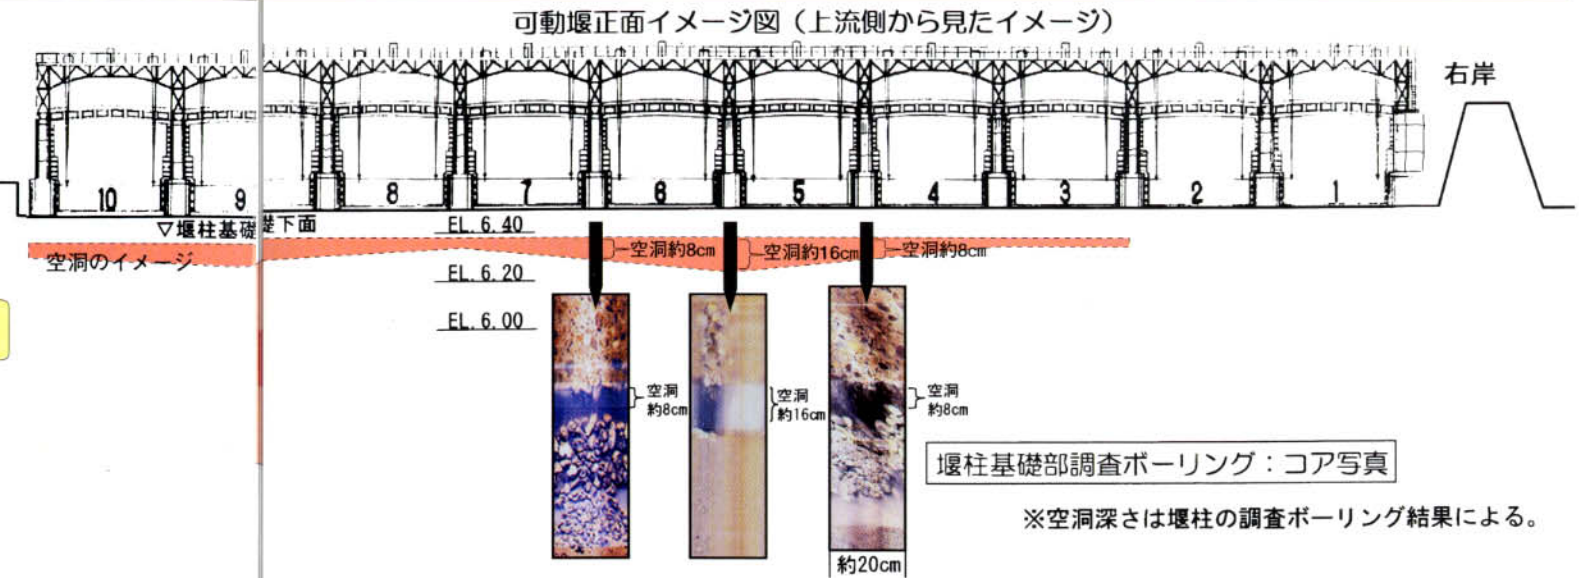 可動堰正面イメージ図（上流側から見たイメージ）
右岸
10
9
8
7
6
5
4
3
2
1
▽堰柱基礎
礎下面
EL. 6. 40
空洞のイメージ
空洞約8cm
空洞約16cm
空洞約8cm
EL. 6. 20
EL. 6. 00
空洞
約8cm
空洞
約16cm
空洞
約8cm
堰柱基礎部調査ボーリング：コア写真
※空洞深さは堰柱の調査ボーリング結果による。
約20cm